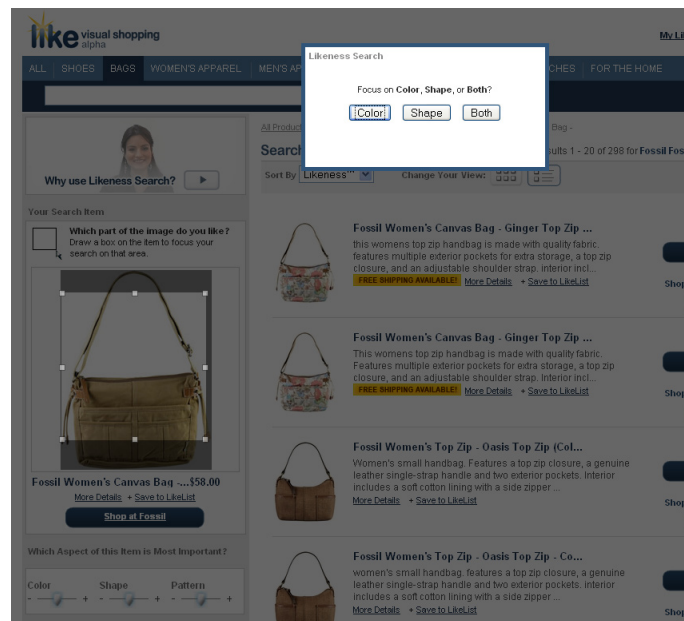 like visual shopping
alpha
My Li
ALL SHOES BAGS WOMEN'S APPAREL MEN'S AP CHES FOR THE HOME
Likeness Search
Focus on Color, Shape, or Both?
Color Shape Both
All Product Bag -
Search sults 1 - 20 of 298 for Fossil Fos
Sort By Likeness™ Change Your View:
Why use Likeness Search?
Your Search Item
Which part of the image do you like?
Draw a box on the item to focus your
search on that area.
Fossil Women's Canvas Bag -...$58.00
More Details + Save to LikeList
Shop at Fossil
Which Aspect of this Item is Most Important?
Color Shape Pattern
- + - + - +
Fossil Women's Canvas Bag - Ginger Top Zip ...
this womens top zip handbag is made with quality fabric.
features multiple exterior pockets for extra storage, a top zip
closure, and an adjustable shoulder strap. interior incl...
FREE SHIPPING AVAILABLE! More Details + Save to LikeList
Shop
Fossil Women's Canvas Bag - Ginger Top Zip ...
This womens top zip handbag is made with quality fabric.
Features multiple exterior pockets for extra storage, a top zip
closure, and an adjustable shoulder strap. Interior incl...
FREE SHIPPING AVAILABLE! More Details + Save to LikeList
Shop
Fossil Women's Top Zip - Oasis Top Zip (Col...
Women's small handbag. Features a top zip closure, a genuine
leather single-strap handle and two exterior pockets. Interior
includes a soft cotton lining with a side zipper ...
More Details + Save to LikeList
Shop
Fossil Women's Top Zip - Oasis Top Zip - Co...
women's small handbag. features a top zip closure, a genuine
leather single-strap handle and two exterior pockets. interior
includes a soft cotton lining with a side zipper ...
More Details + Save to LikeList
Shop